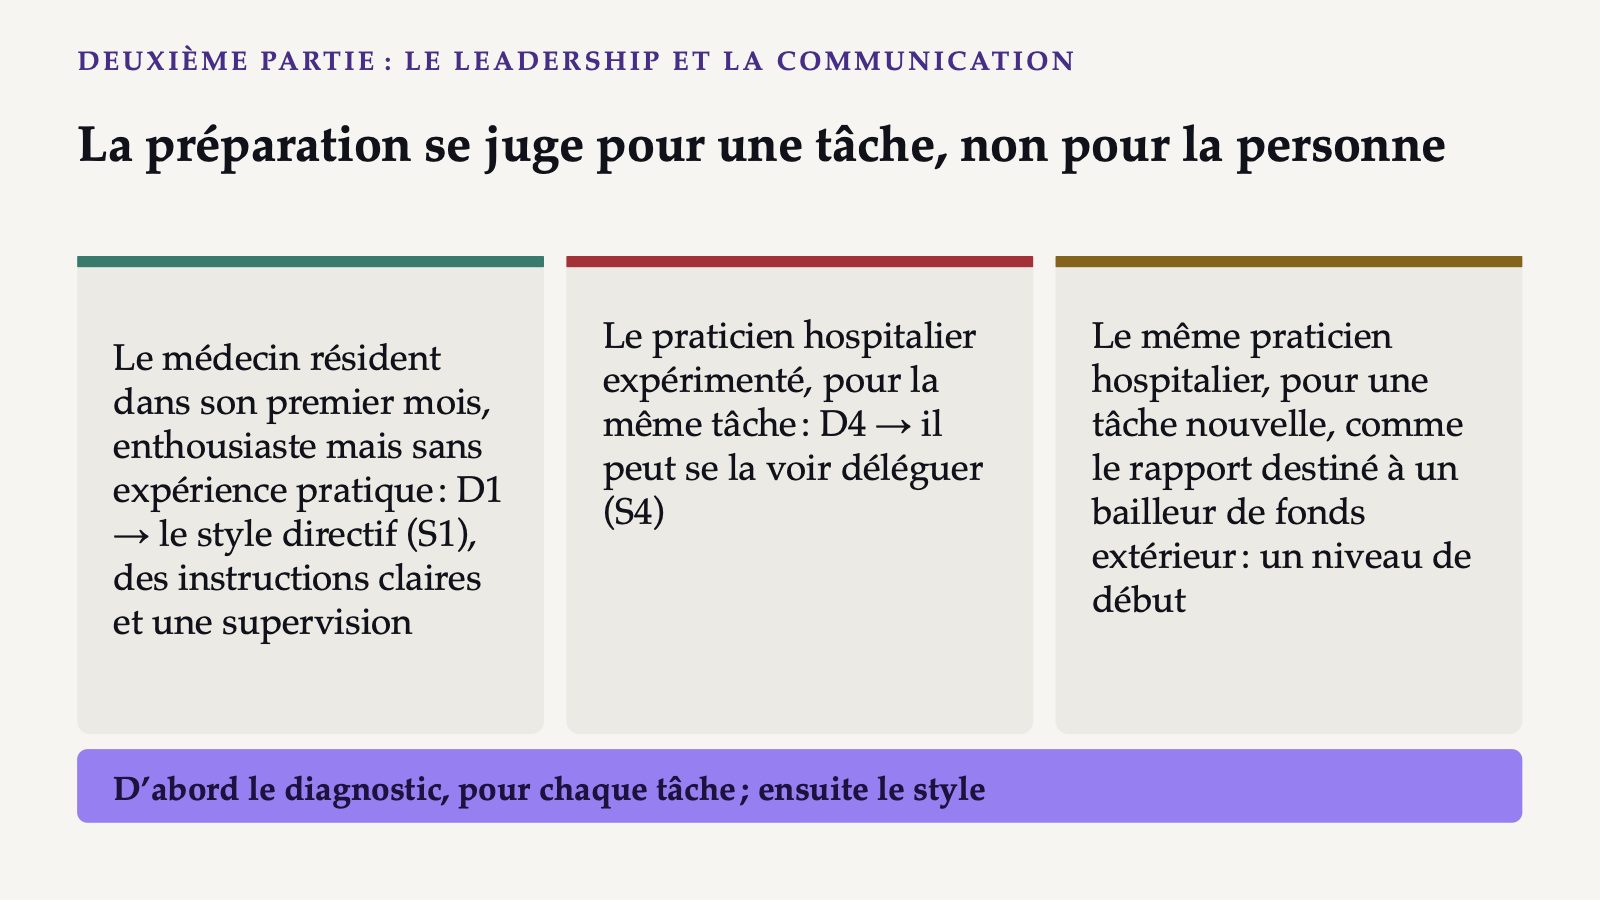 DEUXIÈME PARTIE : LE LEADERSHIP ET LA COMMUNICATION
La préparation se juge pour une tâche, non pour la personne
Le médecin résident
dans son premier mois,
enthousiaste mais sans
expérience pratique : D1
→ le style directif (S1),
des instructions claires
et une supervision
Le praticien hospitalier
expérimenté, pour la
même tâche : D4 → il
peut se la voir déléguer
(S4)
Le même praticien
hospitalier, pour une
tâche nouvelle, comme
le rapport destiné à un
bailleur de fonds
extérieur : un niveau de
début
D’abord le diagnostic, pour chaque tâche ; ensuite le style